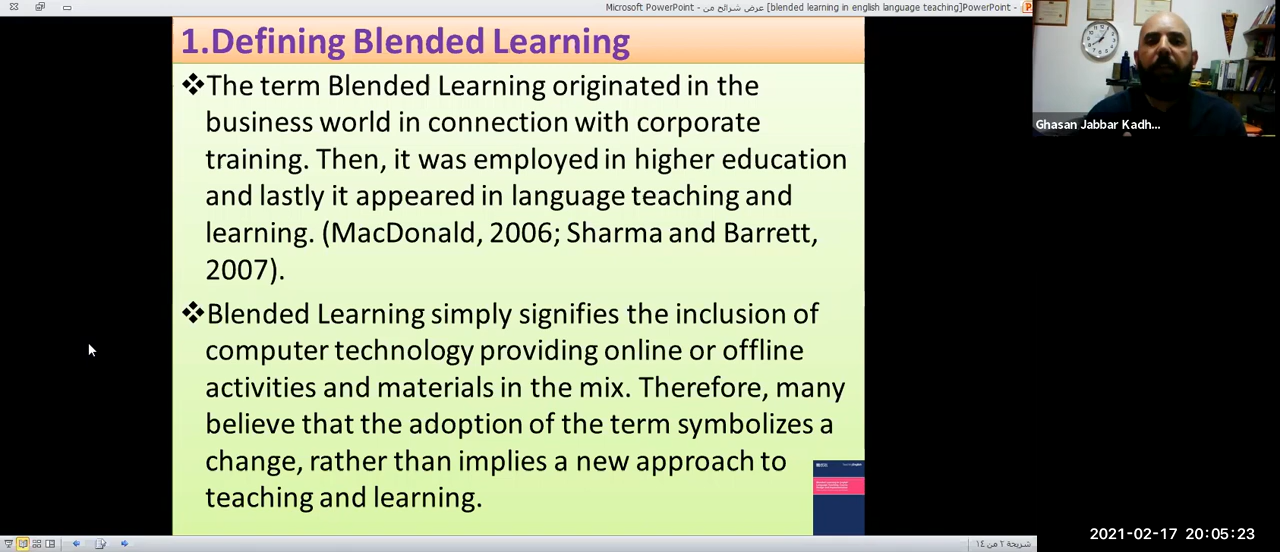 Microsoft PowerPoint - [blended learning in english language teaching]PowerPoint عرض شرائح من -
1.Defining Blended Learning
❖The term Blended Learning originated in the
business world in connection with corporate
training. Then, it was employed in higher education
and lastly it appeared in language teaching and
learning. (MacDonald, 2006; Sharma and Barrett,
2007).
❖Blended Learning simply signifies the inclusion of
computer technology providing online or offline
activities and materials in the mix. Therefore, many
believe that the adoption of the term symbolizes a
change, rather than implies a new approach to
teaching and learning.
Ghasan Jabbar Kadh...
شريحة ٢ من ١٤
2021-02-17 20:05:23